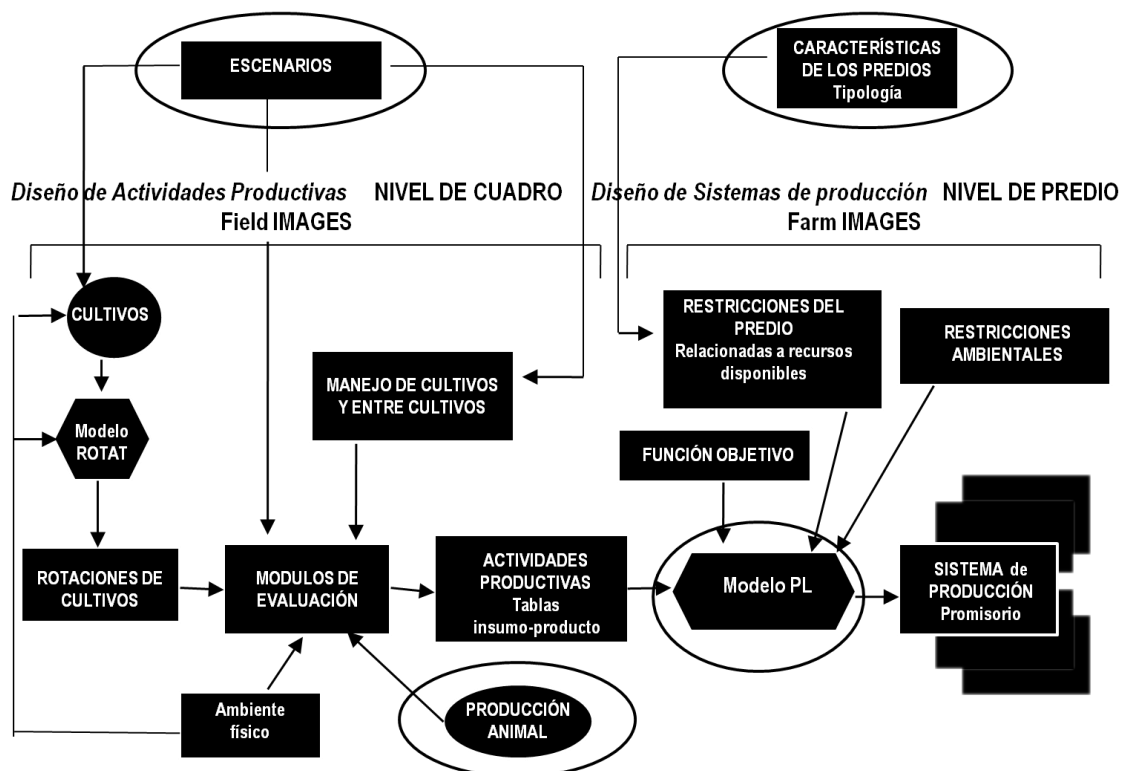 ESCENARIOS
CARACTERÍSTICAS
DE LOS PREDIOS
Tipología
Diseño de Actividades Productivas NIVEL DE CUADRO
Field IMAGES
Diseño de Sistemas de producción NIVEL DE PREDIO
Farm IMAGES
CULTIVOS
RESTRICCIONES DEL
PREDIO
Relacionadas a recursos
disponibles
RESTRICCIONES
AMBIENTALES
MANEJO DE CULTIVOS
Y ENTRE CULTIVOS
Modelo
ROTAT
FUNCIÓN OBJETIVO
ROTACIONES DE
CULTIVOS
MODULOS DE
EVALUACIÓN
ACTIVIDADES
PRODUCTIVAS
Tablas
insumo-producto
Modelo PL
SISTEMA de
PRODUCCIÓN
Promisorio
Ambiente
físico
PRODUCCIÓN
ANIMAL